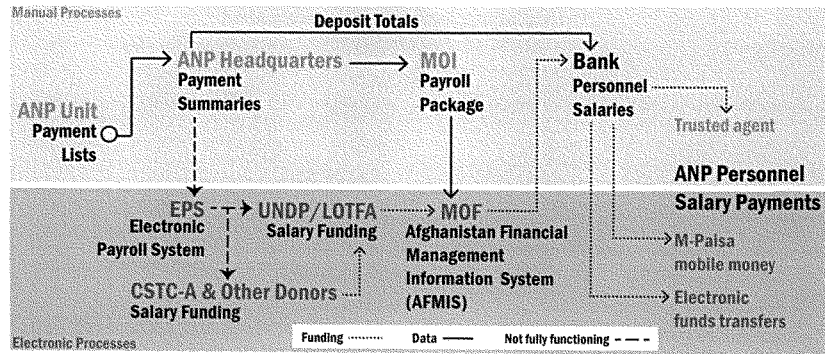 Manual Processes
Deposit Totals
ANP Headquarters
Payment
Summaries
MOI
Payroll
Package
Bank
Personnel
Salaries
ANP Unit
Payment
Lists
Trusted agent
ANP Personnel
Salary Payments
EPS
Electronic
Payroll System
UNDP/LOTFA
Salary Funding
MOF
Afghanistan Financial
Management
Information System
(AFMIS)
M-Paisa
mobile money
CSTC-A & Other Donors
Salary Funding
Electronic
funds transfers
Electronic Processes
Funding
Data
Not fully functioning